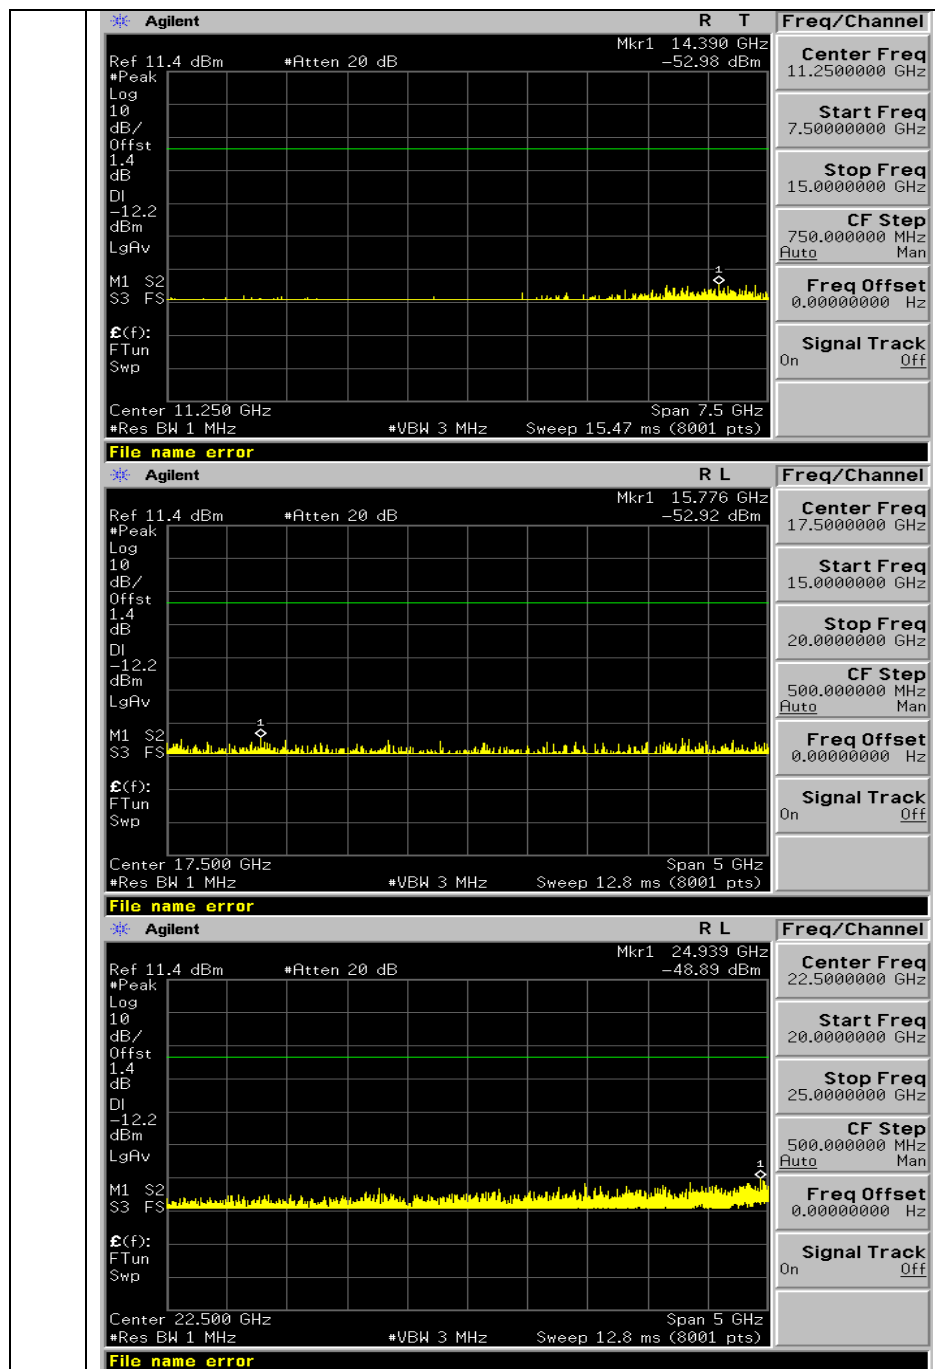 Agilent R T Freq/Channel
Mkr1 14.390 GHz
Ref 11.4 dBm #Atten 20 dB -52.98 dBm
#Peak
Log
10
dB/
Offst
1.4
dB
DI
-12.2
dBm
LgAv
1
M1 S2
S3 FS
£(f):
FTun
Swp
Center 11.250 GHz Span 7.5 GHz
#Res BW 1 MHz #VBW 3 MHz Sweep 15.47 ms (8001 pts)
Center Freq
11.2500000 GHz
Start Freq
7.50000000 GHz
Stop Freq
15.0000000 GHz
CF Step
750.000000 MHz
Auto Man
Freq Offset
0.00000000 Hz
Signal Track
On Off
File name error
Agilent R L Freq/Channel
Mkr1 15.776 GHz
Ref 11.4 dBm #Atten 20 dB -52.92 dBm
#Peak
Log
10
dB/
Offst
1.4
dB
DI
-12.2
dBm
LgAv
1
M1 S2
S3 FS
£(f):
FTun
Swp
Center 17.500 GHz Span 5 GHz
#Res BW 1 MHz #VBW 3 MHz Sweep 12.8 ms (8001 pts)
Center Freq
17.5000000 GHz
Start Freq
15.0000000 GHz
Stop Freq
20.0000000 GHz
CF Step
500.000000 MHz
Auto Man
Freq Offset
0.00000000 Hz
Signal Track
On Off
File name error
Agilent R L Freq/Channel
Mkr1 24.939 GHz
Ref 11.4 dBm #Atten 20 dB -48.89 dBm
#Peak
Log
10
dB/
Offst
1.4
dB
DI
-12.2
dBm
LgAv
1
M1 S2
S3 FS
£(f):
FTun
Swp
Center 22.500 GHz Span 5 GHz
#Res BW 1 MHz #VBW 3 MHz Sweep 12.8 ms (8001 pts)
Center Freq
22.5000000 GHz
Start Freq
20.0000000 GHz
Stop Freq
25.0000000 GHz
CF Step
500.000000 MHz
Auto Man
Freq Offset
0.00000000 Hz
Signal Track
On Off
File name error